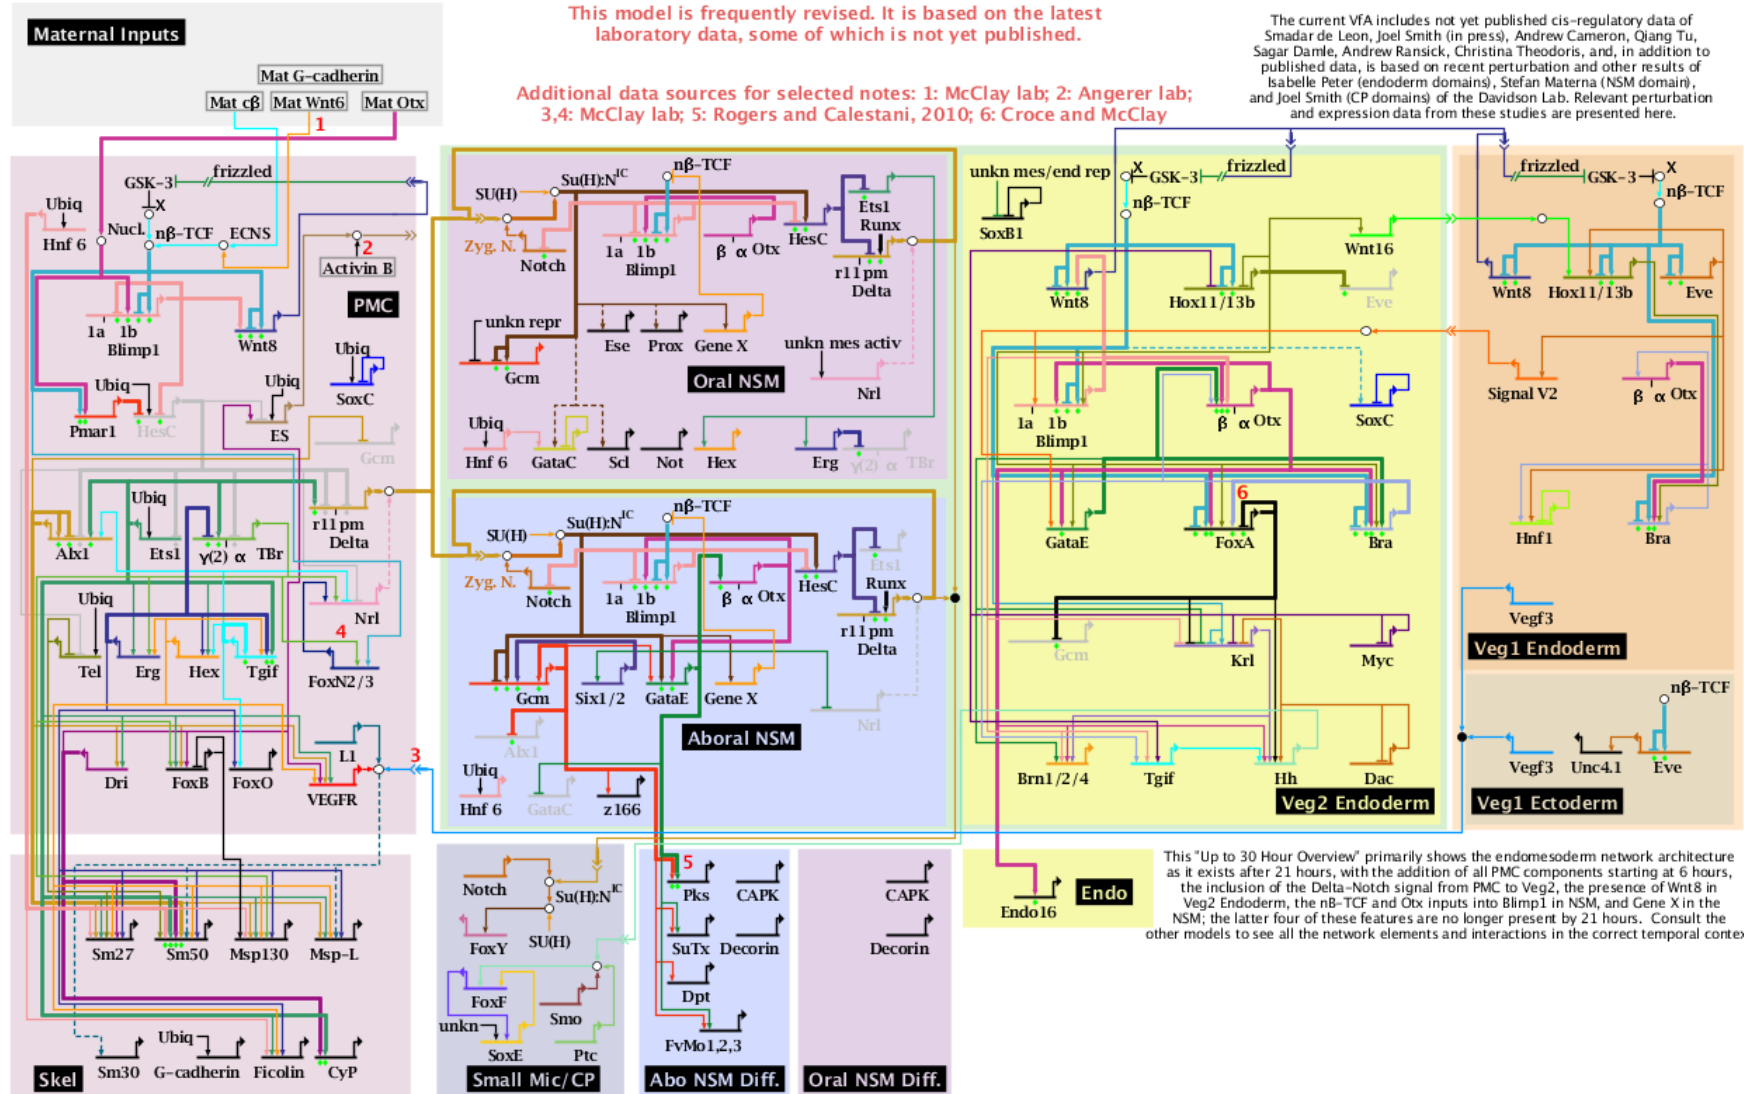 Maternal Inputs
Mat G-cadherin
Mat cβ
Mat Wnt6
Mat Otx
1
This model is frequently revised. It is based on the latest
laboratory data, some of which is not yet published.
Additional data sources for selected notes: 1: McClay lab; 2: Angerer lab;
3,4: McClay lab; 5: Rogers and Calestani, 2010; 6: Croce and McClay
The current VfA includes not yet published cis-regulatory data of
Smadar de Leon, Joel Smith (in press), Andrew Cameron, Qiang Tu,
Sagar Damle, Andrew Ransick, Christina Theodoris, and, in addition to
published data, is based on recent perturbation and other results of
Isabelle Peter (endoderm domains), Stefan Materna (NSM domain),
and Joel Smith (CP domains) of the Davidson Lab. Relevant perturbation
and expression data from these studies are presented here.
frizzled
GSK-3
X
Ubiq
Hnf 6
Nucl.
nβ-TCF
ECNS
2
Activin B
PMC
1a
1b
Blimp1
Wnt8
Ubiq
SoxC
Ubiq
Ubiq
Pmar1
HesC
ES
Gcm
Ubiq
r11pm
Delta
Alx1
Ets1
γ(2) α
TBr
Ubiq
Nrl
4
Tel
Erg
Hex
Tgif
FoxN2/3
L1
3
Dri
FoxB
FoxO
VEGFR
Sm27
Sm50
Msp130
Msp-L
Ubiq
Sm30
G-cadherin
Ficolin
CyP
Skel
nβ-TCF
SU(H)
Su(H):N^IC
Ets1
Runx
Zyg. N.
Notch
1a
1b
Blimp1
β α Otx
HesC
r11pm
Delta
unkn repr
Ese
Prox
Gene X
unkn mes activ
Gcm
Oral NSM
Nrl
Ubiq
Hnf 6
GataC
Scl
Not
Hex
Erg
γ(2) α
TBr
nβ-TCF
Su(H):N^IC
SU(H)
Ets1
Runx
Zyg. N.
Notch
1a
1b
Blimp1
β α Otx
HesC
r11pm
Delta
Gcm
Six1/2
GataE
Gene X
Nrl
Alx1
Aboral NSM
Ubiq
Hnf 6
GataC
z166
unkn mes/end rep
SoxB1
X
GSK-3
frizzled
nβ-TCF
Wnt16
Wnt8
Hox11/13b
Eve
1a
1b
Blimp1
β α Otx
SoxC
6
GataE
FoxA
Bra
Gcm
Krl
Myc
Brn1/2/4
Tgif
Hh
Dac
Veg2 Endoderm
frizzled
GSK-3
X
nβ-TCF
Wnt8
Hox11/13b
Eve
Signal V2
β α Otx
Hnf1
Bra
Vegf3
Veg1 Endoderm
nβ-TCF
Vegf3
Unc4.1
Eve
Veg1 Ectoderm
Notch
Su(H):N^IC
FoxY
SU(H)
FoxF
Smo
unkn
SoxE
Ptc
Small Mic/CP
5
Pks
CAPK
SuTx
Decorin
Dpt
FvMo1,2,3
Abo NSM Diff.
CAPK
Decorin
Oral NSM Diff.
Endo
Endo16
This "Up to 30 Hour Overview" primarily shows the endomesoderm network architecture
as it exists after 21 hours, with the addition of all PMC components starting at 6 hours,
the inclusion of the Delta-Notch signal from PMC to Veg2, the presence of Wnt8 in
Veg2 Endoderm, the nB-TCF and Otx inputs into Blimp1 in NSM, and Gene X in the
NSM; the latter four of these features are no longer present by 21 hours. Consult the
other models to see all the network elements and interactions in the correct temporal contex